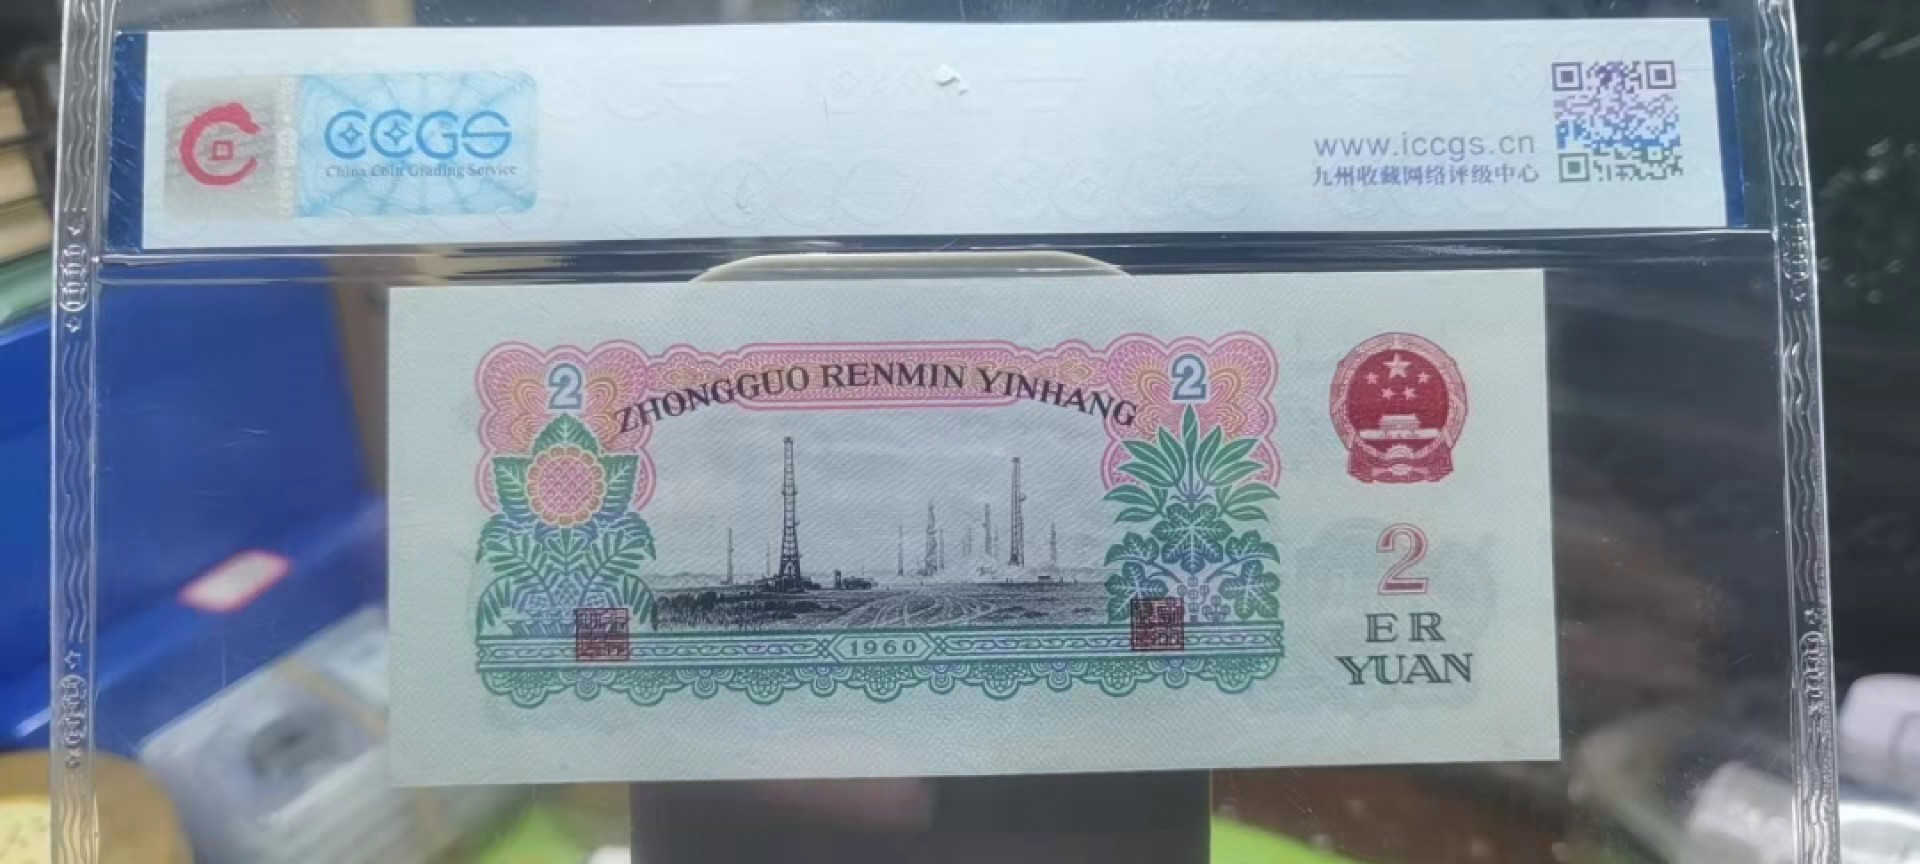 CCGS
China Coin Grading Service
www.iccgs.cn
九州收藏网络评级中心
2
2
ZHONGGUO RENMIN YINHANG
2
ER
YUAN
1960